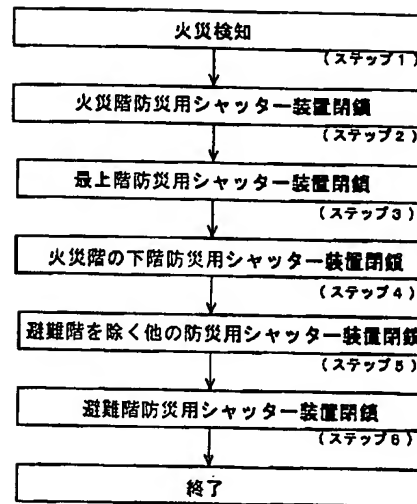 火災検知
(ステップ1)
火災階防災用シャッター装置閉鎖
(ステップ2)
最上階防災用シャッター装置閉鎖
(ステップ3)
火災階の下階防災用シャッター装置閉鎖
(ステップ4)
避難階を除く他の防災用シャッター装置閉鎖
(ステップ5)
避難階防災用シャッター装置閉鎖
(ステップ6)
終了